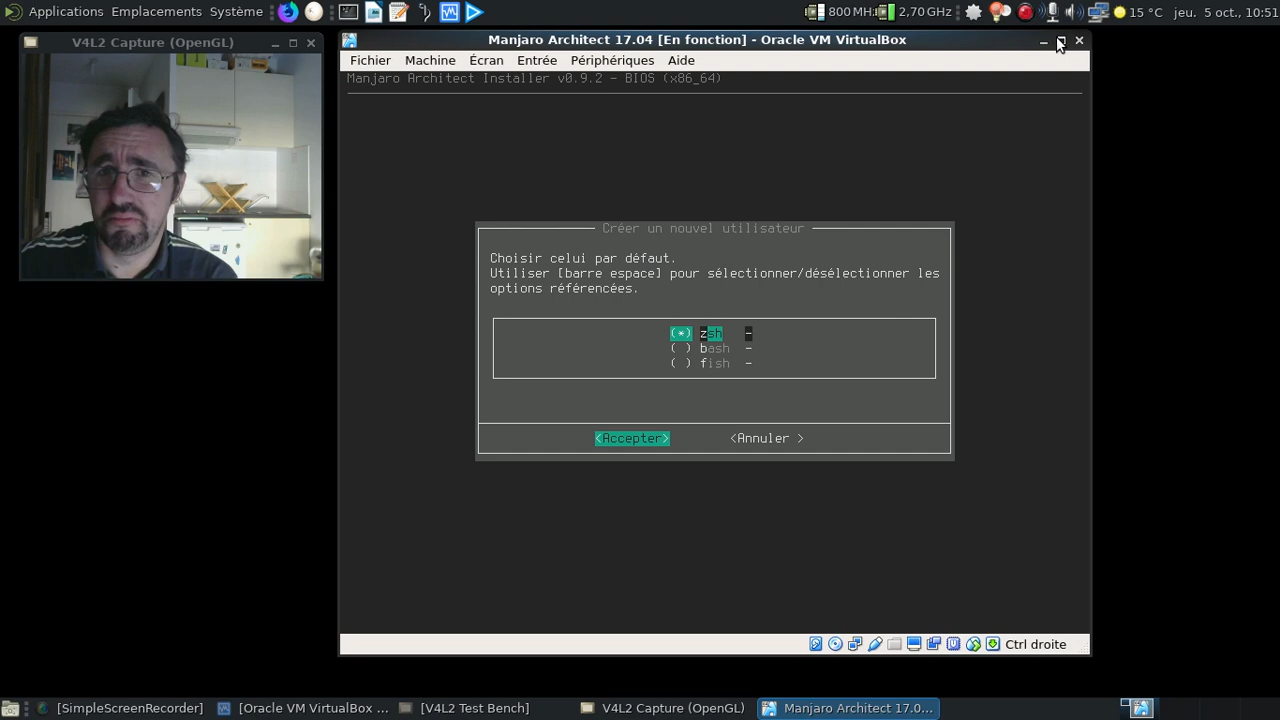 Applications Emplacements Système
800 MHz 2,70 GHz 15 °C jeu. 5 oct., 10:51
V4L2 Capture (OpenGL)
Manjaro Architect 17.04 [En fonction] - Oracle VM VirtualBox
Fichier Machine Écran Entrée Périphériques Aide
Manjaro Architect Installer v0.9.2 - BIOS (x86_64)
Créer un nouvel utilisateur
Choisir celui par défaut.
Utiliser [barre espace] pour sélectionner/désélectionner les
options référencées.
(*) zsh -
( ) bash -
( ) fish -
<Accepter> <Annuler >
Ctrl droite
[SimpleScreenRecorder] [Oracle VM VirtualBox ... [V4L2 Test Bench] V4L2 Capture (OpenGL) Manjaro Architect 17.0...